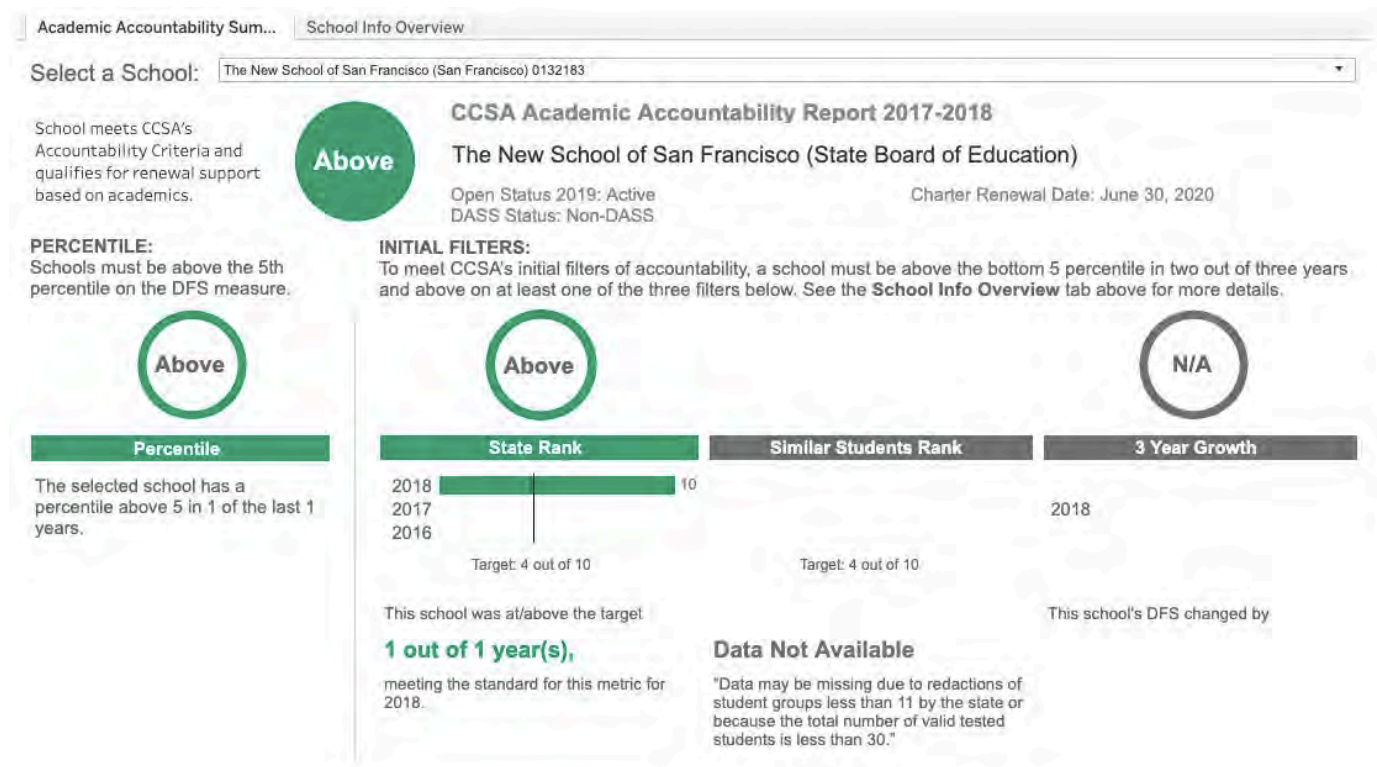 Academic Accountability Sum...
School Info Overview
Select a School:
The New School of San Francisco (San Francisco) 0132183
School meets CCSA's
Accountability Criteria and
qualifies for renewal support
based on academics.
Above
CCSA Academic Accountability Report 2017-2018
The New School of San Francisco (State Board of Education)
Open Status 2019: Active
DASS Status: Non-DASS
Charter Renewal Date: June 30, 2020
PERCENTILE:
Schools must be above the 5th
percentile on the DFS measure.
INITIAL FILTERS:
To meet CCSA's initial filters of accountability, a school must be above the bottom 5 percentile in two out of three years
and above on at least one of the three filters below. See the School Info Overview tab above for more details.
Above
Percentile
The selected school has a
percentile above 5 in 1 of the last 1
years.
Above
State Rank
2018 10
2017
2016
Target: 4 out of 10
This school was at/above the target
1 out of 1 year(s),
meeting the standard for this metric for
2018.
Similar Students Rank
Target: 4 out of 10
Data Not Available
"Data may be missing due to redactions of
student groups less than 11 by the state or
because the total number of valid tested
students is less than 30."
N/A
3 Year Growth
2018
This school's DFS changed by